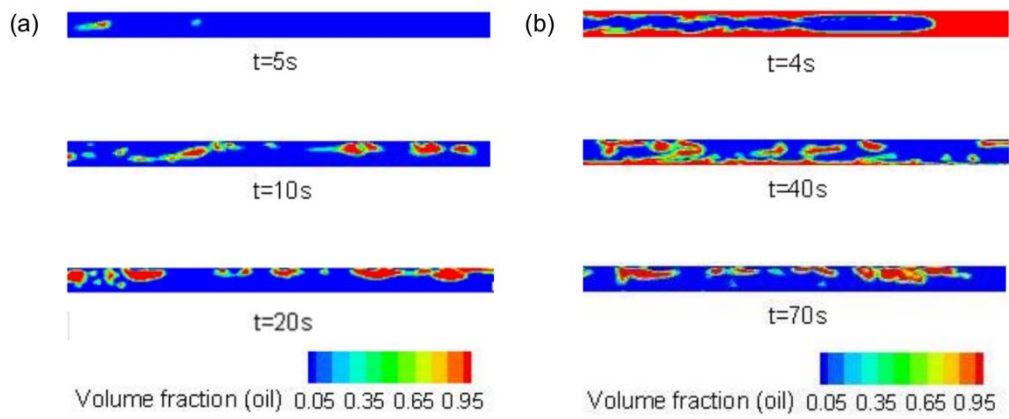 (a)
t=5s
t=10s
t=20s
Volume fraction (oil) 0.05 0.35 0.65 0.95
(b)
t=4s
t=40s
t=70s
Volume fraction (oil) 0.05 0.35 0.65 0.95